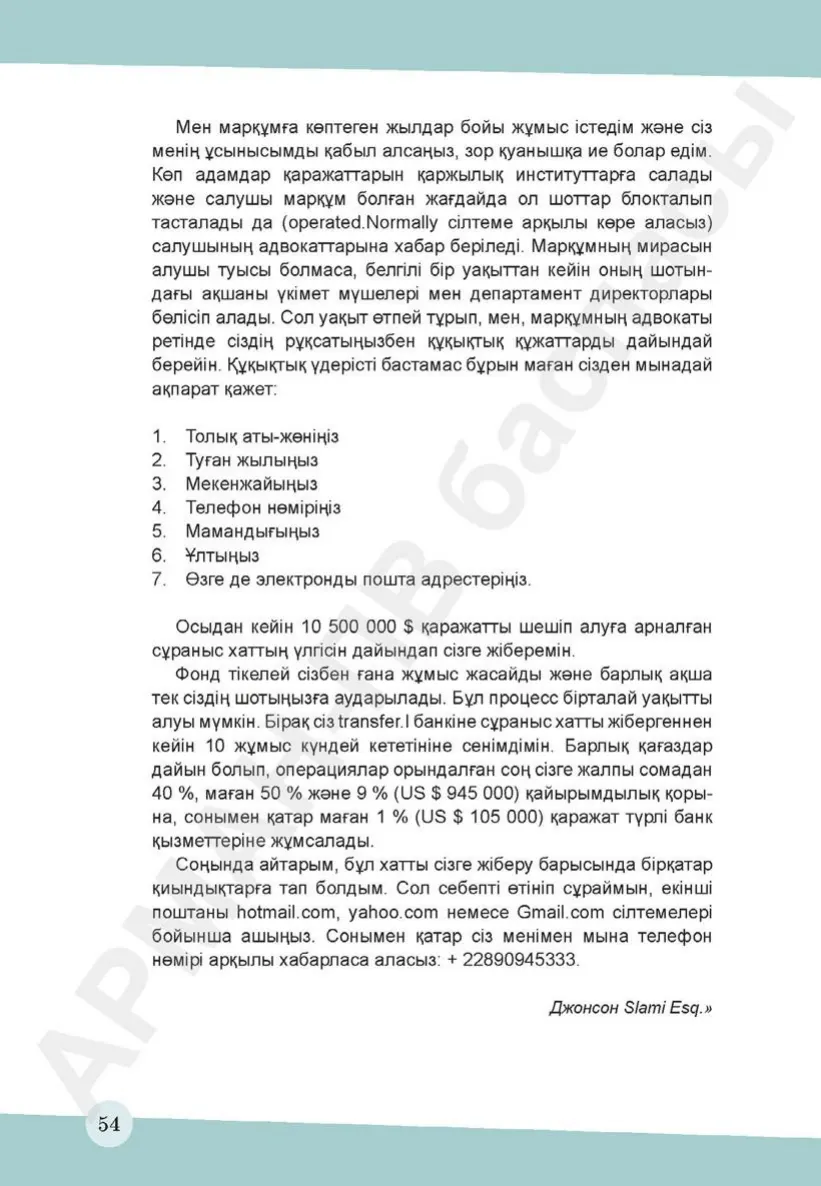 Мен марқұмға көптеген жылдар бойы жұмыс істедім және сіз
менің ұсынысымды қабыл алсаңыз, зор қуанышқа ие болар едім.
Көп адамдар қаражаттарын қаржылық институттарға салады
және салушы марқұм болған жағдайда ол шоттар блокталып
тасталады да (operated.Normally сілтеме арқылы көре аласыз)
салушының адвокаттарына хабар беріледі. Марқұмның мирасын
алушы туысы болмаса, белгілі бір уақыттан кейін оның шотын-
дағы ақшаны үкімет мүшелері мен департамент директорлары
бөлісіп алады. Сол уақыт өтпей тұрып, мен, марқұмның адвокаты
ретінде сіздің рұқсатыңызбен құқықтық құжаттарды дайындай
берейін. Құқықтық үдерісті бастамас бұрын маған сізден мынадай
ақпарат қажет:
1. Толық аты-жөніңіз
2. Туған жылыңыз
3. Мекенжайыңыз
4. Телефон нөміріңіз
5. Мамандығыңыз
6. Ұлтыңыз
7. Өзге де электронды пошта адрестеріңіз.
Осыдан кейін 10 500 000 $ қаражатты шешіп алуға арналған
сұраныс хаттың үлгісін дайындап сізге жіберемін.
Фонд тікелей сізбен ғана жұмыс жасайды және барлық ақша
тек сіздің шотыңызға аударылады. Бұл процесс бірталай уақытты
алуы мүмкін. Бірақ сіз transfer.I банкіне сұраныс хатты жібергеннен
кейін 10 жұмыс күндей кететініне сенімдімін. Барлық қағаздар
дайын болып, операциялар орындалған соң сізге жалпы сомадан
40 %, маған 50 % және 9 % (US $ 945 000) қайырымдылық қоры-
на, сонымен қатар маған 1 % (US $ 105 000) қаражат түрлі банк
қызметтеріне жұмсалады.
Соңында айтарым, бұл хатты сізге жіберу барысында бірқатар
қиындықтарға тап болдым. Сол себепті өтініп сұраймын, екінші
поштаны hotmail.com, yahoo.com немесе Gmail.com сілтемелері
бойынша ашыңыз. Сонымен қатар сіз менімен мына телефон
нөмірі арқылы хабарласа аласыз: + 22890945333.
Джонсон Slami Esq.»
54
АРМАН-ПВ баспасы